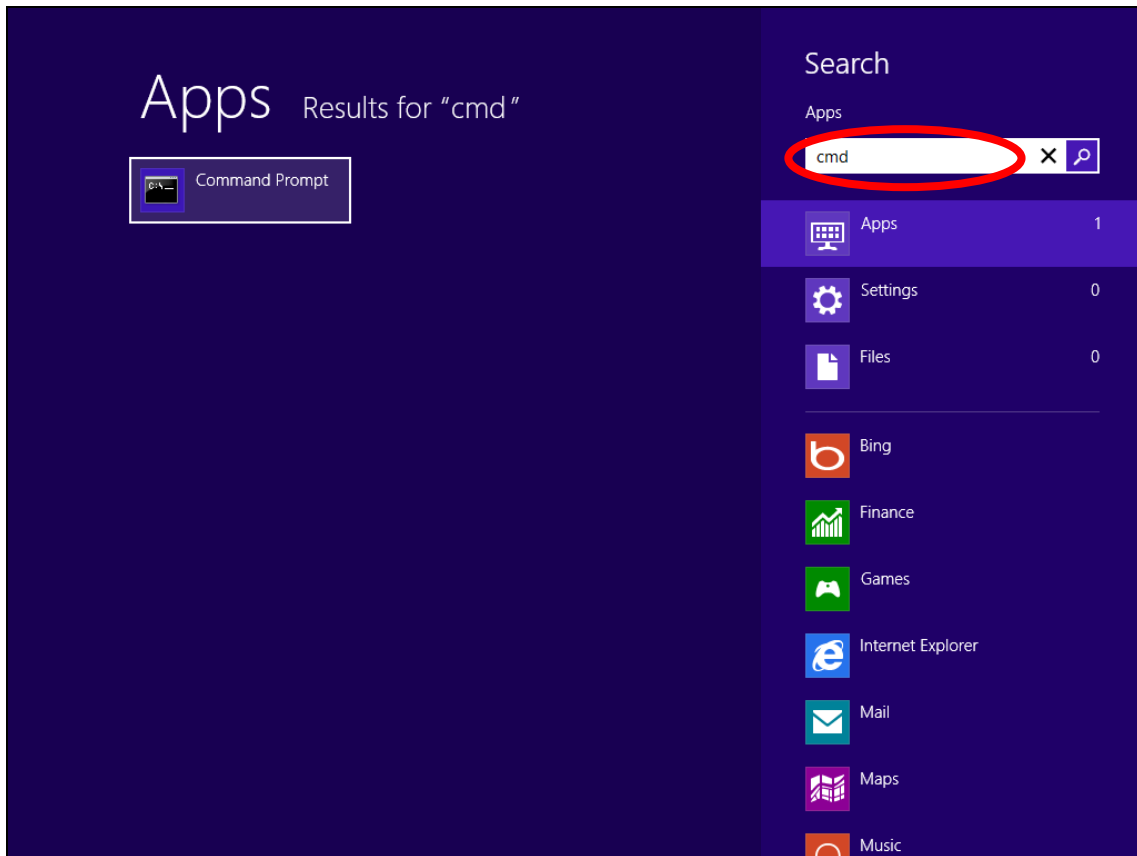 Apps Results for “cmd”
Command Prompt
Search
Apps
cmd
Apps 1
Settings 0
Files 0
Bing
Finance
Games
Internet Explorer
Mail
Maps
Music